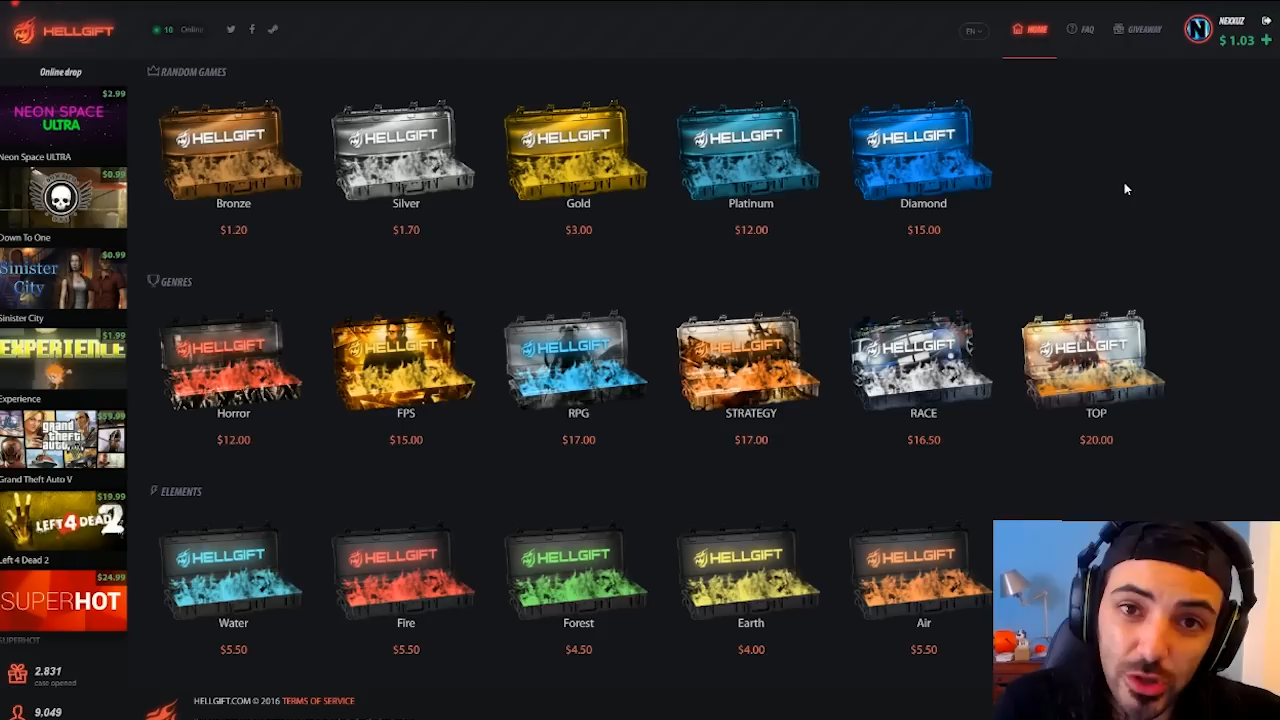 HELLGIFT
10 Online
EN
HOME
FAQ
GIVEAWAY
NEXXUZ
$ 1.03 +
Online drop
$2.99
NEON SPACE
ULTRA
Neon Space ULTRA
$0.99
Down To One
$0.99
Sinister
City
Sinister City
$1.99
EXPERIENCE
Experience
$59.99
grand
theft
auto V
Grand Theft Auto V
$19.99
LEFT 4 DEAD 2
Left 4 Dead 2
$24.99
SUPERHOT
SUPERHOT
2.831
case opened
9,049
RANDOM GAMES
HELLGIFT HELLGIFT HELLGIFT HELLGIFT HELLGIFT
Bronze Silver Gold Platinum Diamond
$1.20 $1.70 $3.00 $12.00 $15.00
GENRES
HELLGIFT HELLGIFT HELLGIFT HELLGIFT HELLGIFT HELLGIFT
Horror FPS RPG STRATEGY RACE TOP
$12.00 $15.00 $17.00 $17.00 $16.50 $20.00
ELEMENTS
HELLGIFT HELLGIFT HELLGIFT HELLGIFT HELLGIFT
Water Fire Forest Earth Air
$5.50 $5.50 $4.50 $4.00 $5.50
HELLGIFT.COM © 2016 TERMS OF SERVICE